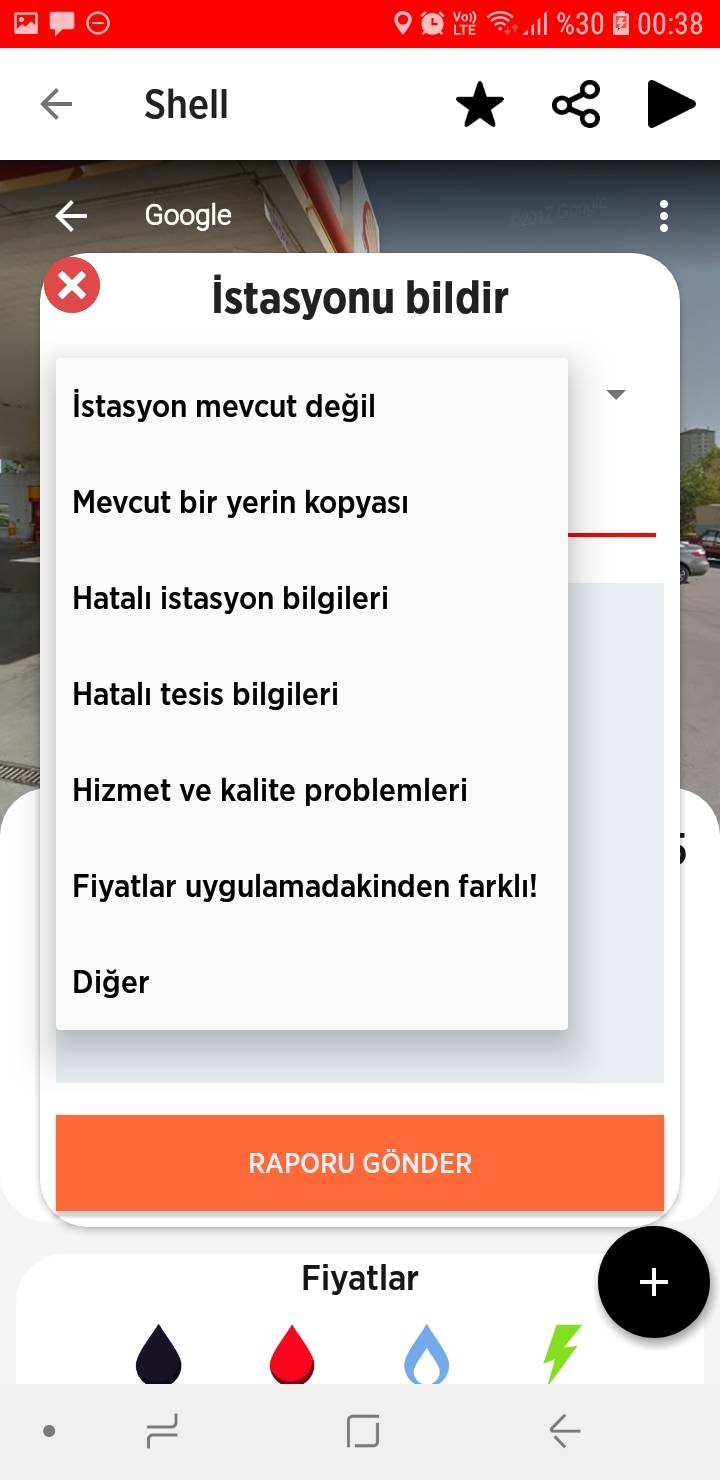 Vo))
LTE
%30
00:38
Shell
©2017 Google
Google
İstasyonu bildir
İstasyon mevcut değil
Mevcut bir yerin kopyası
Hatalı istasyon bilgileri
Hatalı tesis bilgileri
Hizmet ve kalite problemleri
Fiyatlar uygulamadakinden farklı!
Diğer
RAPORU GÖNDER
Fiyatlar